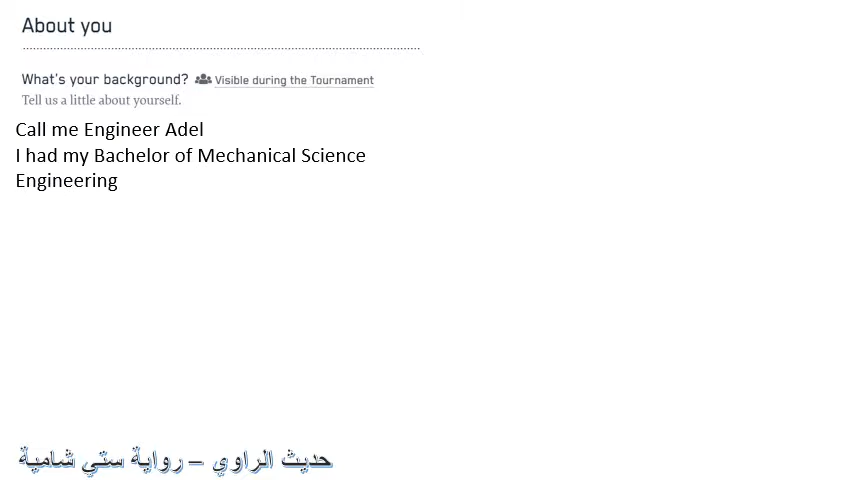 About you
What's your background? Visible during the Tournament
Tell us a little about yourself.
Call me Engineer Adel
I had my Bachelor of Mechanical Science
Engineering
حديث الراوي – رواية ستي شامية